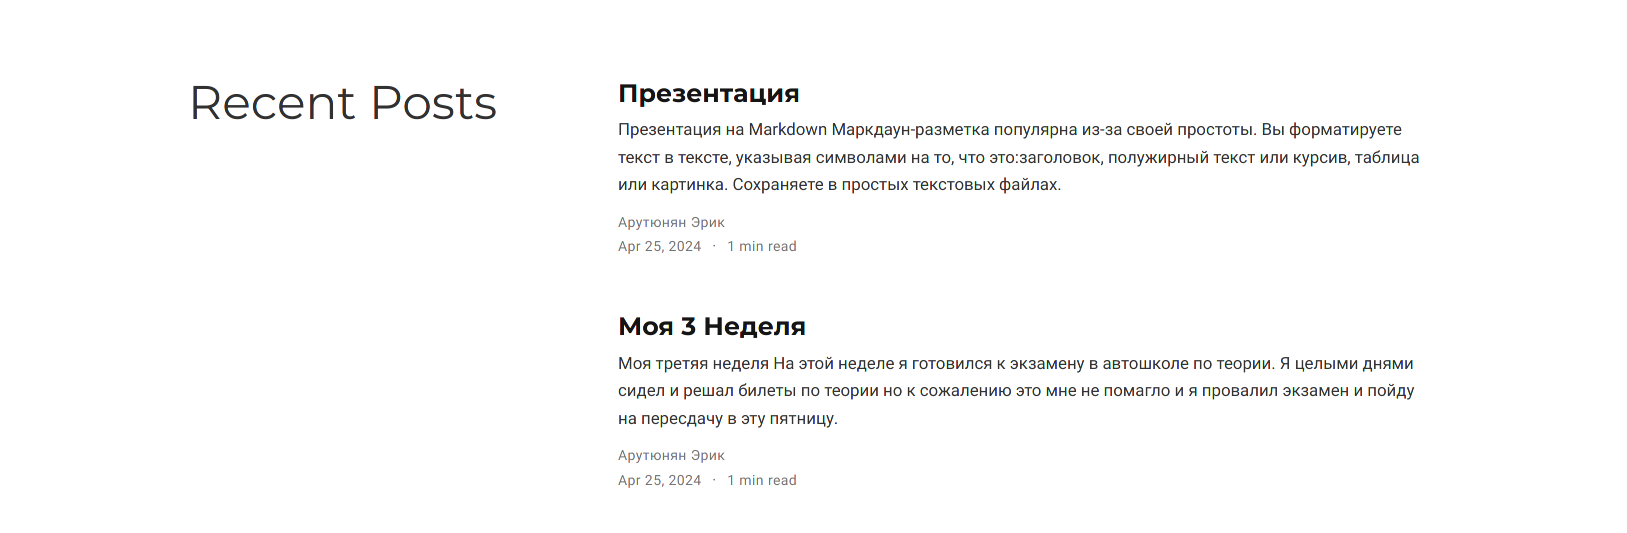 Recent Posts
Презентация
Презентация на Markdown Маркдаун-разметка популярна из-за своей простоты. Вы форматируете
текст в тексте, указывая символами на то, что это:заголовок, полужирный текст или курсив, таблица
или картинка. Сохраняете в простых текстовых файлах.
Арутюнян Эрик
Apr 25, 2024 · 1 min read
Моя 3 Неделя
Моя третяя неделя На этой неделе я готовился к экзамену в автошколе по теории. Я целыми днями
сидел и решал билеты по теории но к сожалению это мне не помагло и я провалил экзамен и пойду
на пересдачу в эту пятницу.
Арутюнян Эрик
Apr 25, 2024 · 1 min read